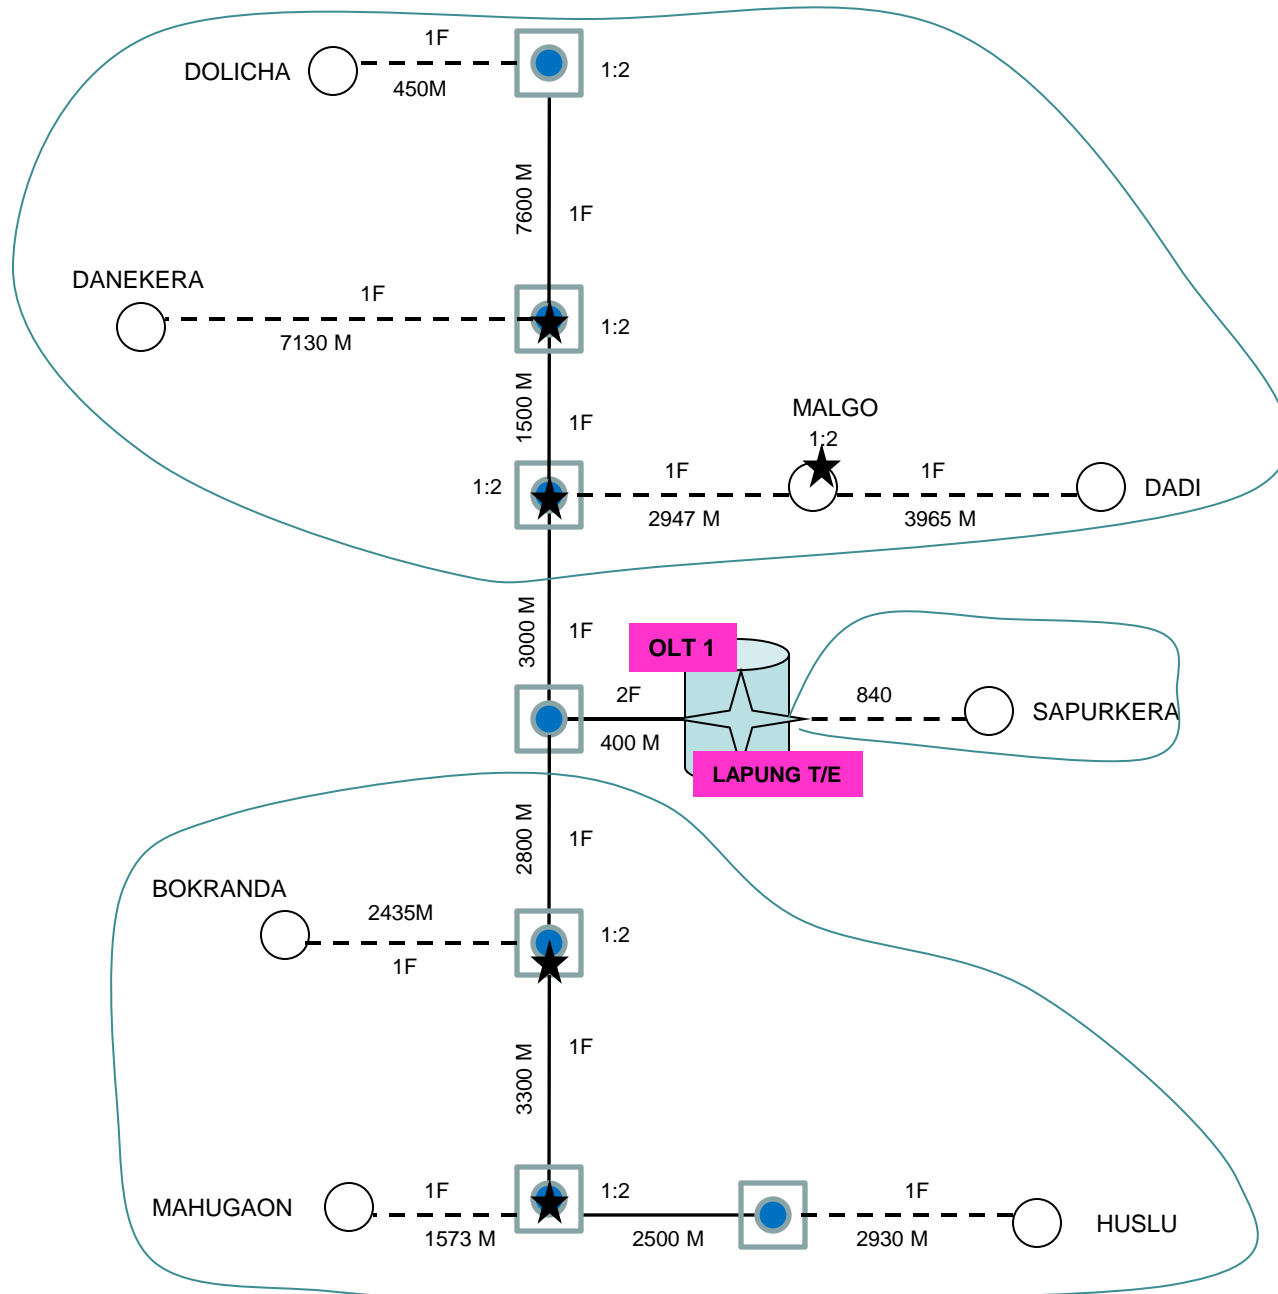 1F
DOLICHA
1:2
450M
7600 M
1F
DANEKERA
1F
1:2
7130 M
1500 M
1F
MALGO
1:2
1:2
1F
1F
DADI
2947 M
3965 M
3000 M
1F
OLT 1
2F
840
SAPURKERA
400 M
LAPUNG T/E
2800 M
1F
BOKRANDA
2435M
1:2
1F
3300 M
1F
MAHUGAON
1F
1:2
1F
1573 M
2500 M
2930 M
HUSLU